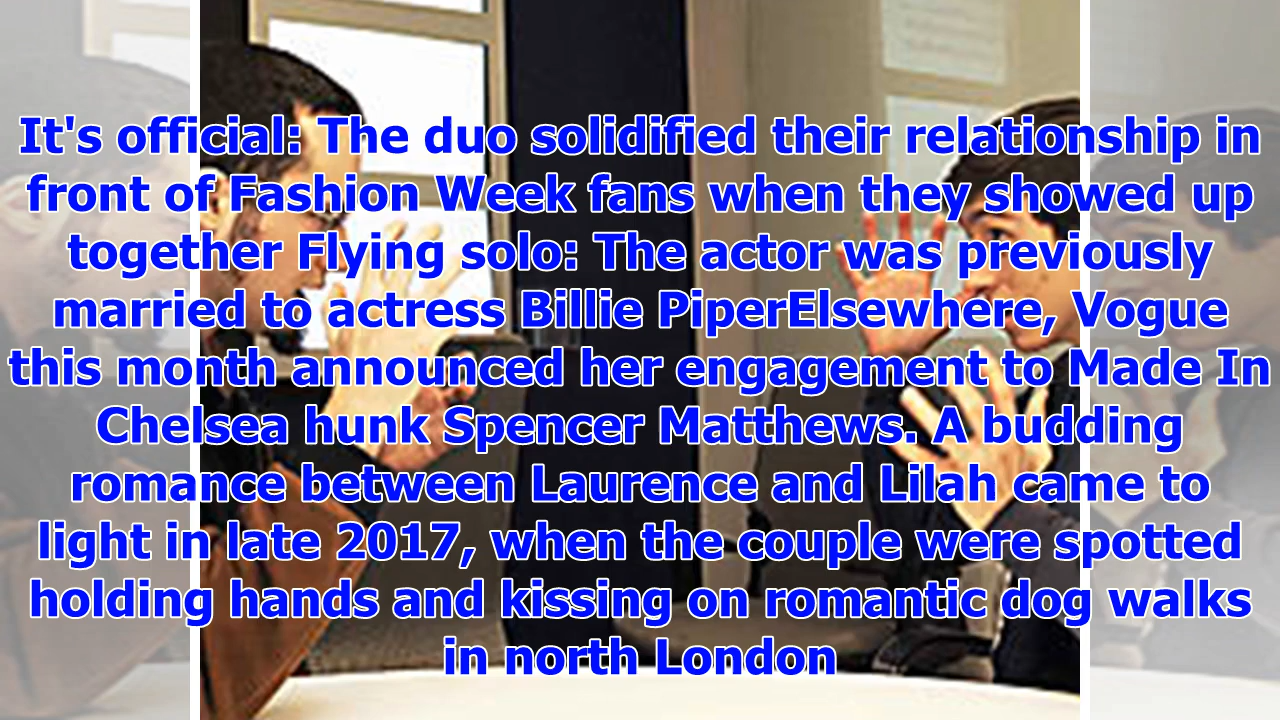 It's official: The duo solidified their relationship in
front of Fashion Week fans when they showed up
together Flying solo: The actor was previously
married to actress Billie PiperElsewhere, Vogue
this month announced her engagement to Made In
Chelsea hunk Spencer Matthews. A budding
romance between Laurence and Lilah came to
light in late 2017, when the couple were spotted
holding hands and kissing on romantic dog walks
in north London